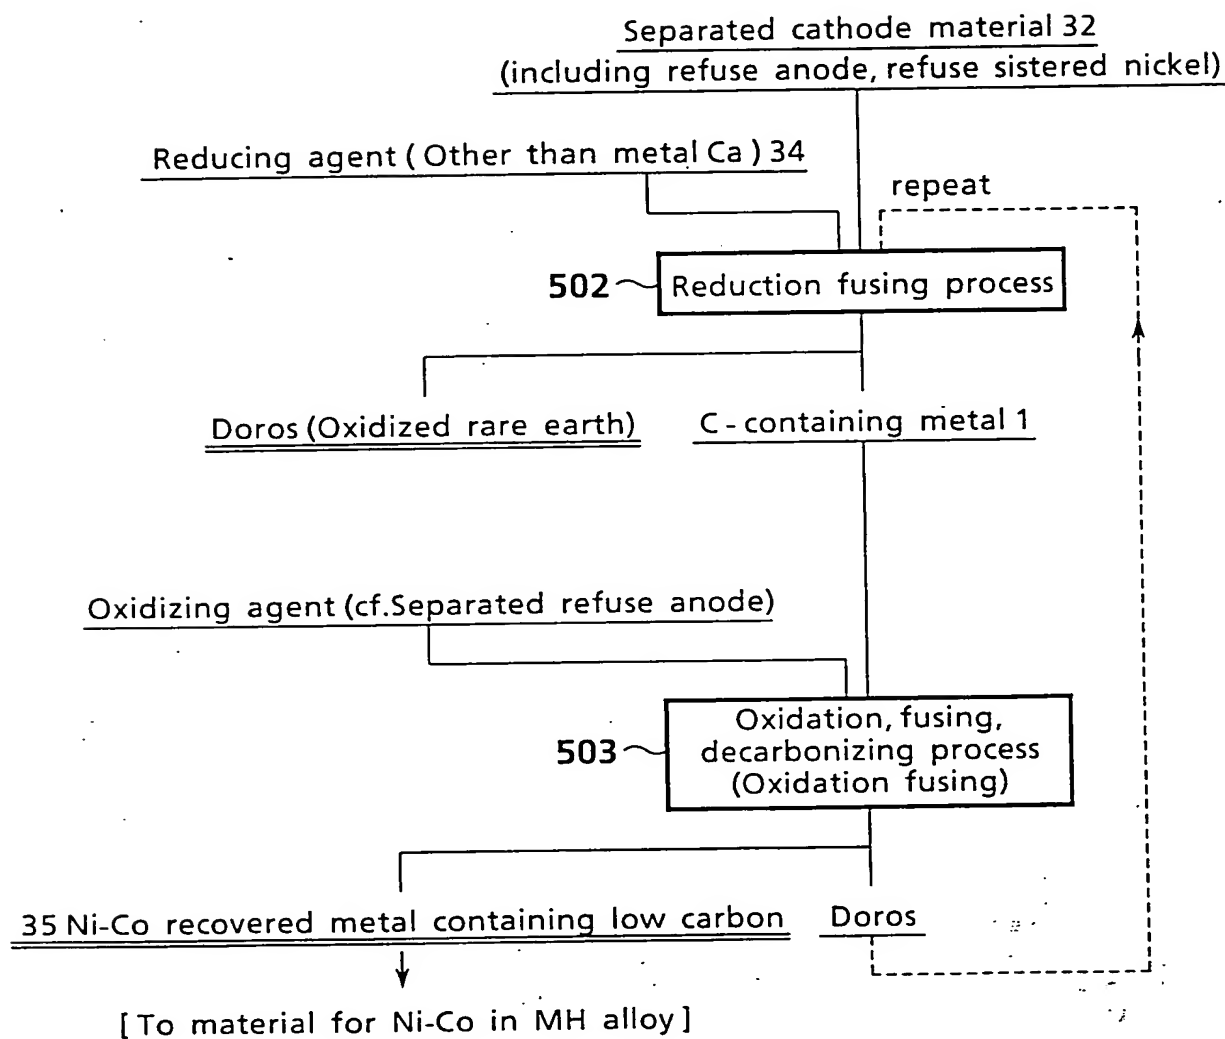 Separated cathode material 32
(including refuse anode, refuse sistered nickel)
Reducing agent (Other than metal Ca) 34
repeat
502
Reduction fusing process
Doros (Oxidized rare earth)
C-containing metal 1
Oxidizing agent (cf.Separated refuse anode)
503
Oxidation, fusing,
decarbonizing process
(Oxidation fusing)
35 Ni-Co recovered metal containing low carbon
Doros
[To material for Ni-Co in MH alloy]